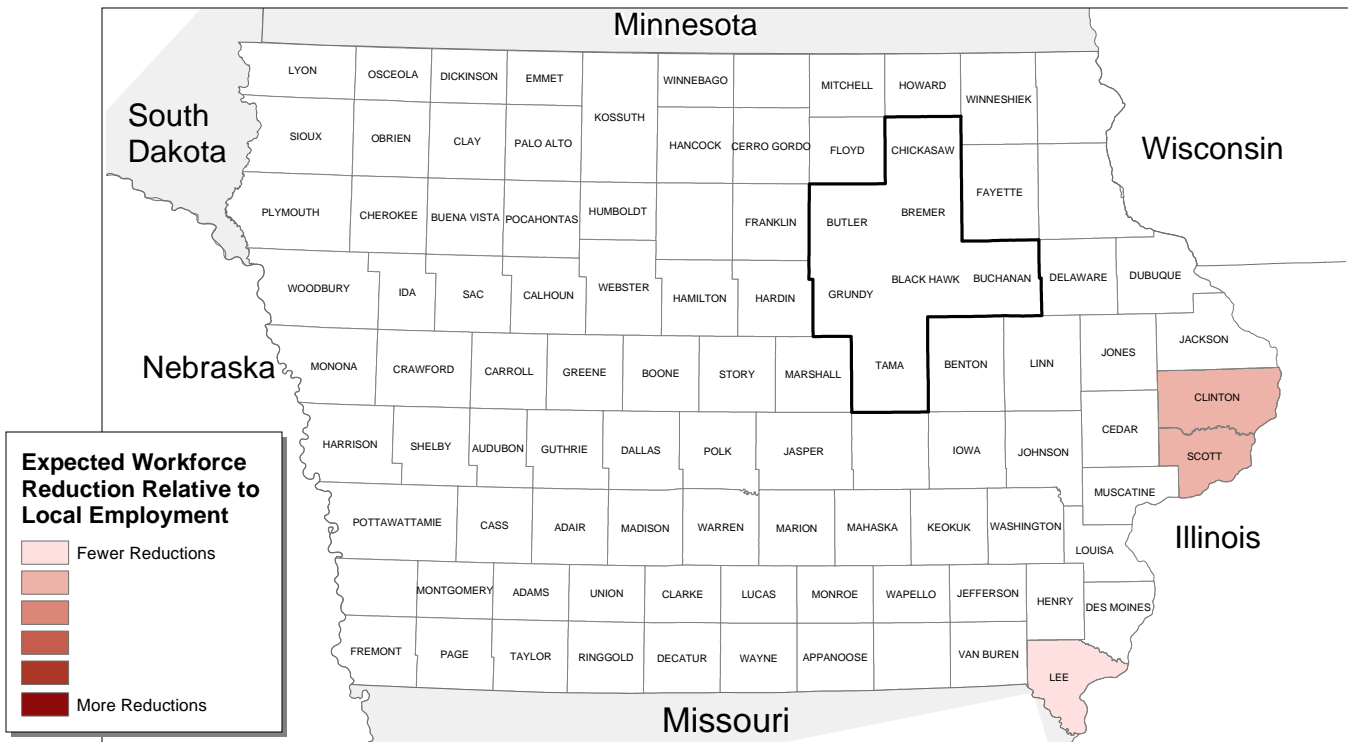 Minnesota
LYON OSCEOLA DICKINSON EMMET WINNEBAGO MITCHELL HOWARD WINNESHIEK
KOSSUTH
South
Dakota
SIOUX OBRIEN CLAY PALO ALTO HANCOCK CERRO GORDO FLOYD CHICKASAW
Wisconsin
FAYETTE
PLYMOUTH CHEROKEE BUENA VISTA POCAHONTAS HUMBOLDT FRANKLIN BUTLER BREMER
WOODBURY IDA SAC CALHOUN WEBSTER HAMILTON HARDIN GRUNDY BLACK HAWK BUCHANAN DELAWARE DUBUQUE
JACKSON
Nebraska
MONONA CRAWFORD CARROLL GREENE BOONE STORY MARSHALL TAMA BENTON LINN JONES
CLINTON
HARRISON SHELBY AUDUBON GUTHRIE DALLAS POLK JASPER IOWA JOHNSON CEDAR
SCOTT
MUSCATINE
Expected Workforce
Reduction Relative to
Local Employment
Fewer Reductions
More Reductions
POTTAWATTAMIE CASS ADAIR MADISON WARREN MARION MAHASKA KEOKUK WASHINGTON
LOUISA
Illinois
MONTGOMERY ADAMS UNION CLARKE LUCAS MONROE WAPELLO JEFFERSON HENRY DES MOINES
FREMONT PAGE TAYLOR RINGGOLD DECATUR WAYNE APPANOOSE VAN BUREN
LEE
Missouri